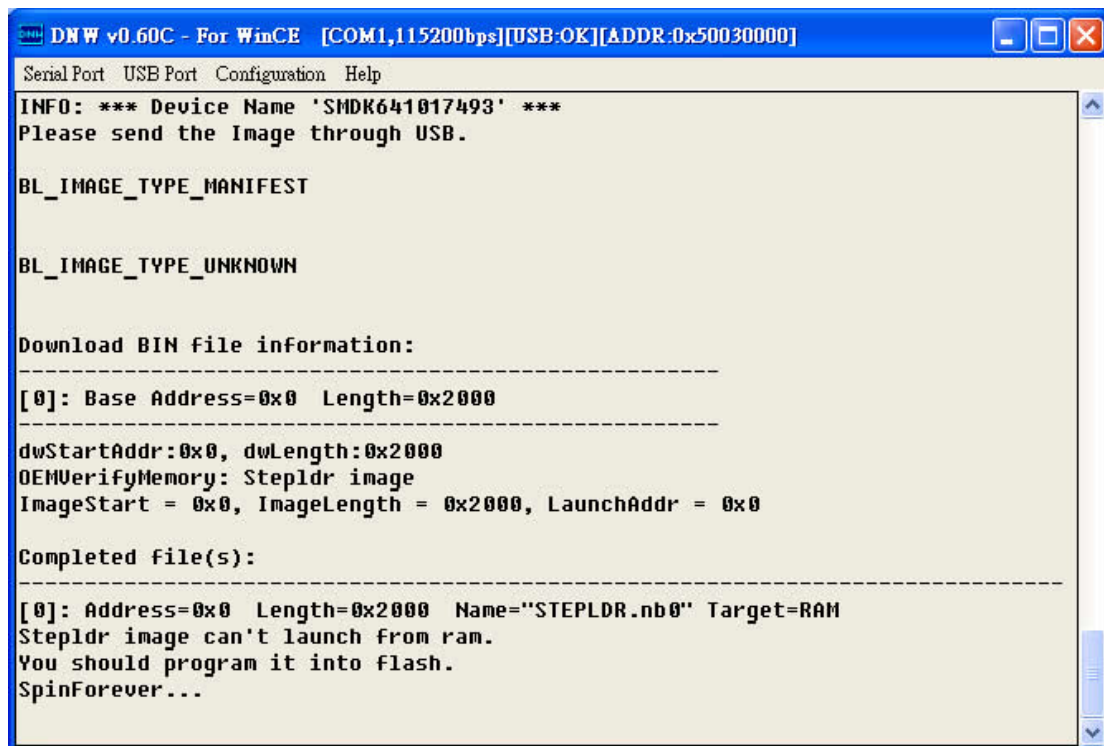 DNW v0.60C - For WinCE [COM1,115200bps][USB:OK][ADDR:0x50030000]
Serial Port USB Port Configuration Help
INFO: *** Device Name 'SMDK641017493' ***
Please send the Image through USB.
BL_IMAGE_TYPE_MANIFEST
BL_IMAGE_TYPE_UNKNOWN
Download BIN file information:
-----------------------------------------------------
[0]: Base Address=0x0 Length=0x2000
-----------------------------------------------------
dwStartAddr:0x0, dwLength:0x2000
OEMVerifyMemory: Stepldr image
ImageStart = 0x0, ImageLength = 0x2000, LaunchAddr = 0x0
Completed file(s):
-------------------------------------------------------------------------------
[0]: Address=0x0 Length=0x2000 Name="STEPLDR.nb0" Target=RAM
Stepldr image can't launch from ram.
You should program it into flash.
SpinForever...